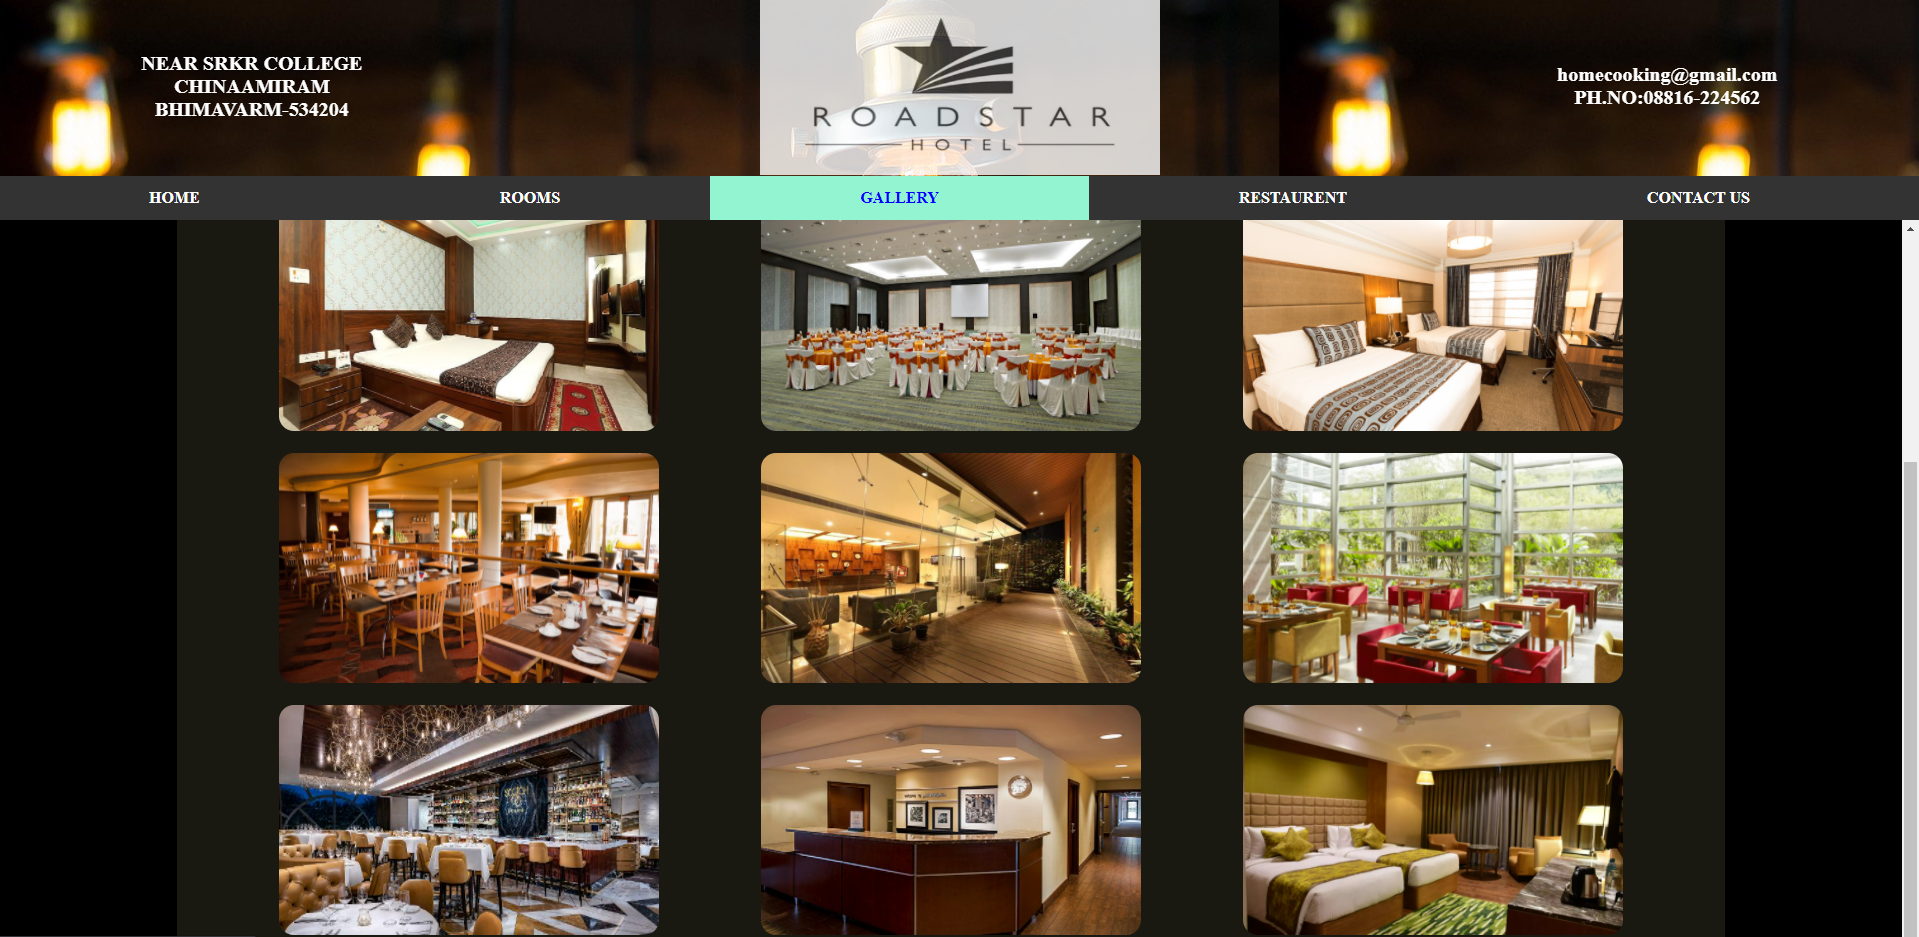 NEAR SRKR COLLEGE
CHINAAMIRAM
BHIMAVARM-534204
ROADSTAR
HOTEL
homecooking@gmail.com
PH.NO:08816-224562
HOME
ROOMS
GALLERY
RESTAURENT
CONTACT US